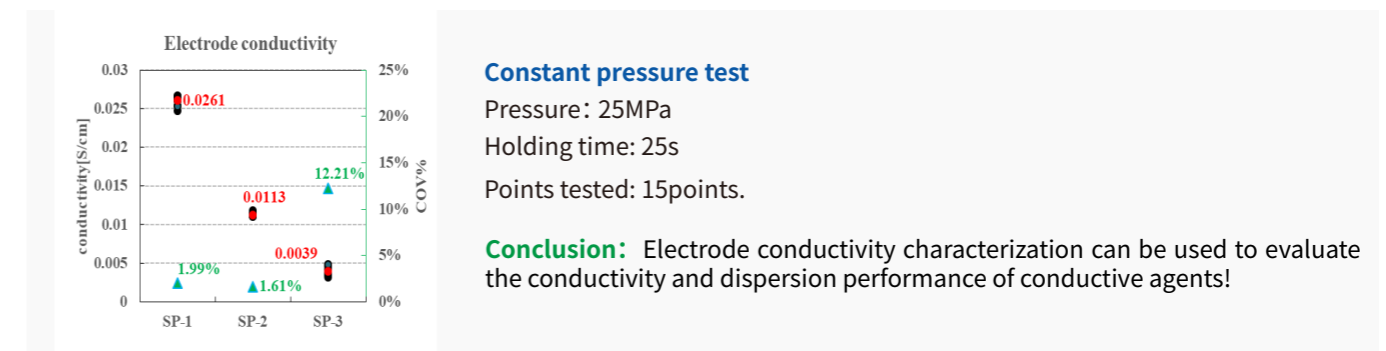 Electrode conductivity
0.03
0.025
0.02
0.015
0.01
0.005
0
conductivity[S/cm]
25%
20%
15%
10%
5%
0%
COV%
0.0261
0.0113
0.0039
12.21%
1.99%
1.61%
SP-1 SP-2 SP-3
Constant pressure test
Pressure：25MPa
Holding time: 25s
Points tested: 15points.
Conclusion： Electrode conductivity characterization can be used to evaluate
the conductivity and dispersion performance of conductive agents!